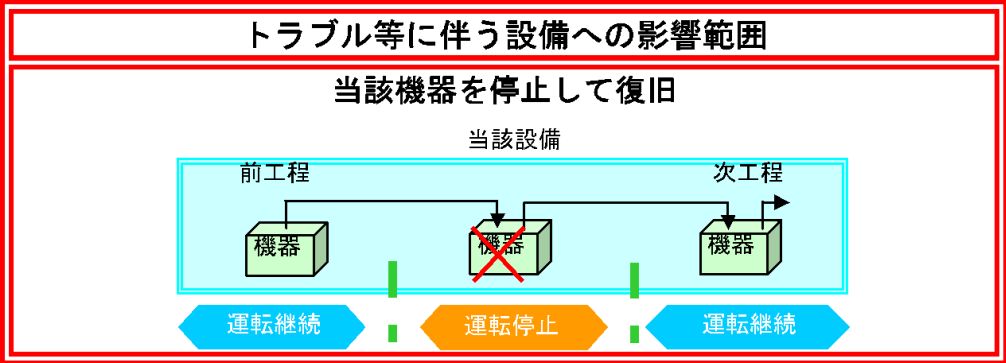 トラブル等に伴う設備への影響範囲
当該機器を停止して復旧
当該設備
前工程
次工程
機器
機器
機器
運転継続
運転停止
運転継続